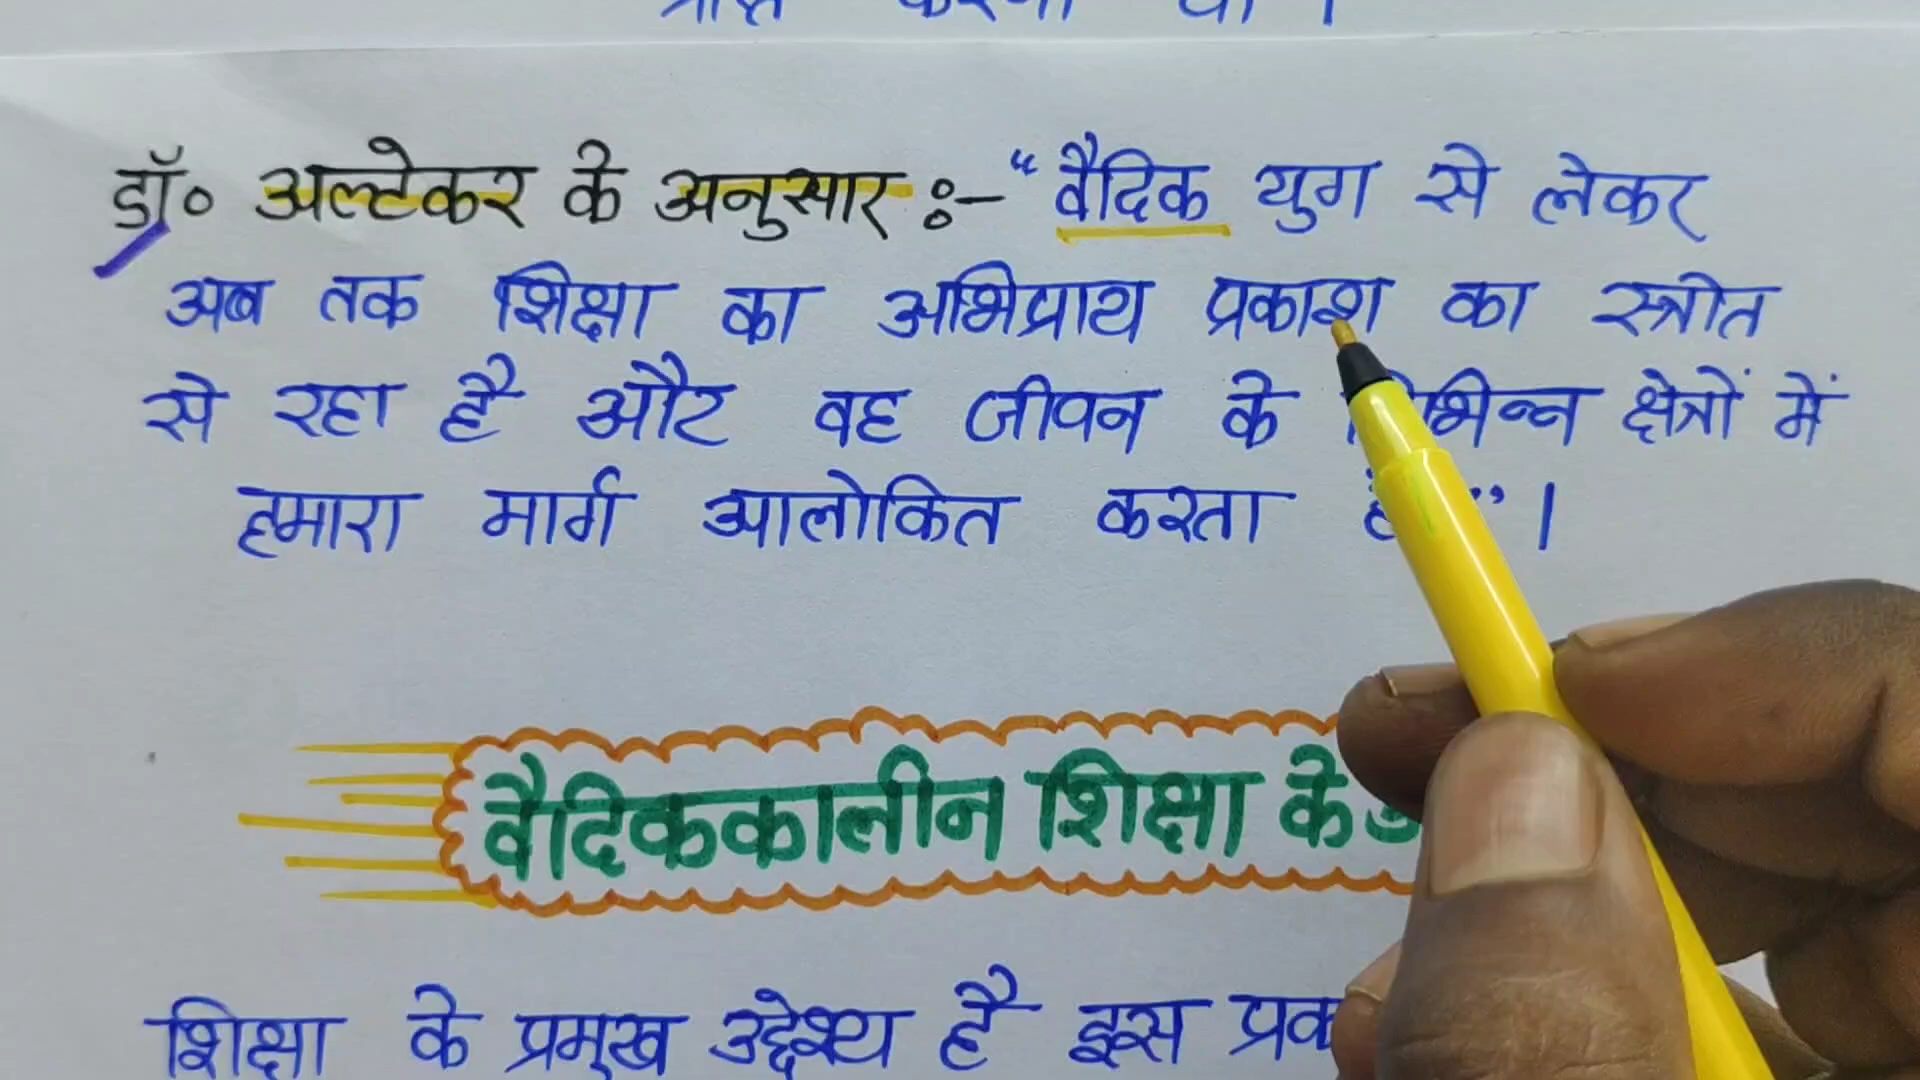 डॉ० अल्टेकर के अनुसार :- “वैदिक युग से लेकर
अब तक शिक्षा का अभिप्राय प्रकाश का स्त्रोत
से रहा है और वह जीवन के विभिन्न क्षेत्रों में
हमारा मार्ग आलोकित करता है”।
वैदिककालीन शिक्षा के
शिक्षा के प्रमुख उद्देश्य है इस